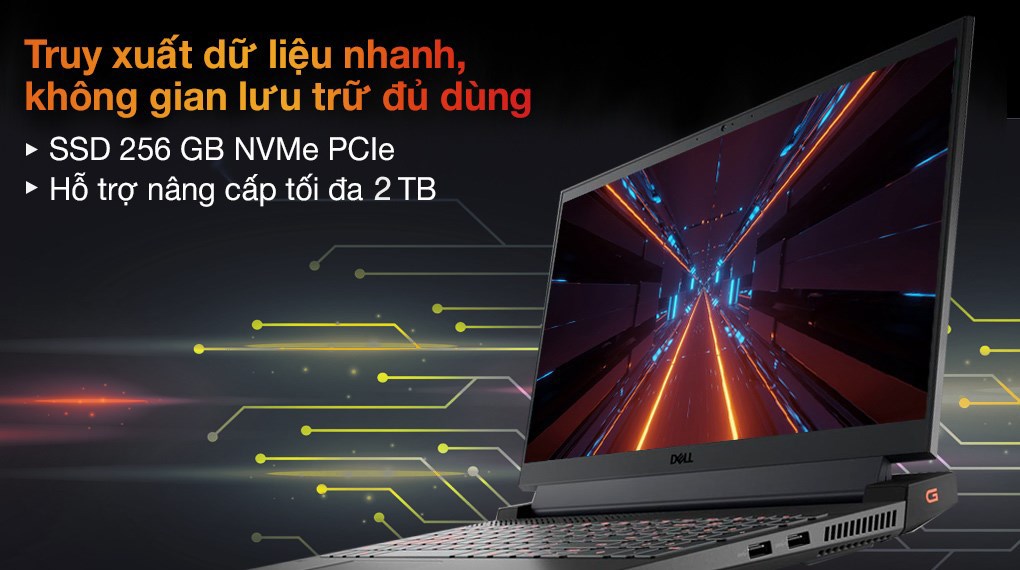 Truy xuất dữ liệu nhanh,
không gian lưu trữ đủ dùng
▸ SSD 256 GB NVMe PCIe
▸ Hỗ trợ nâng cấp tối đa 2 TB
DELL
G